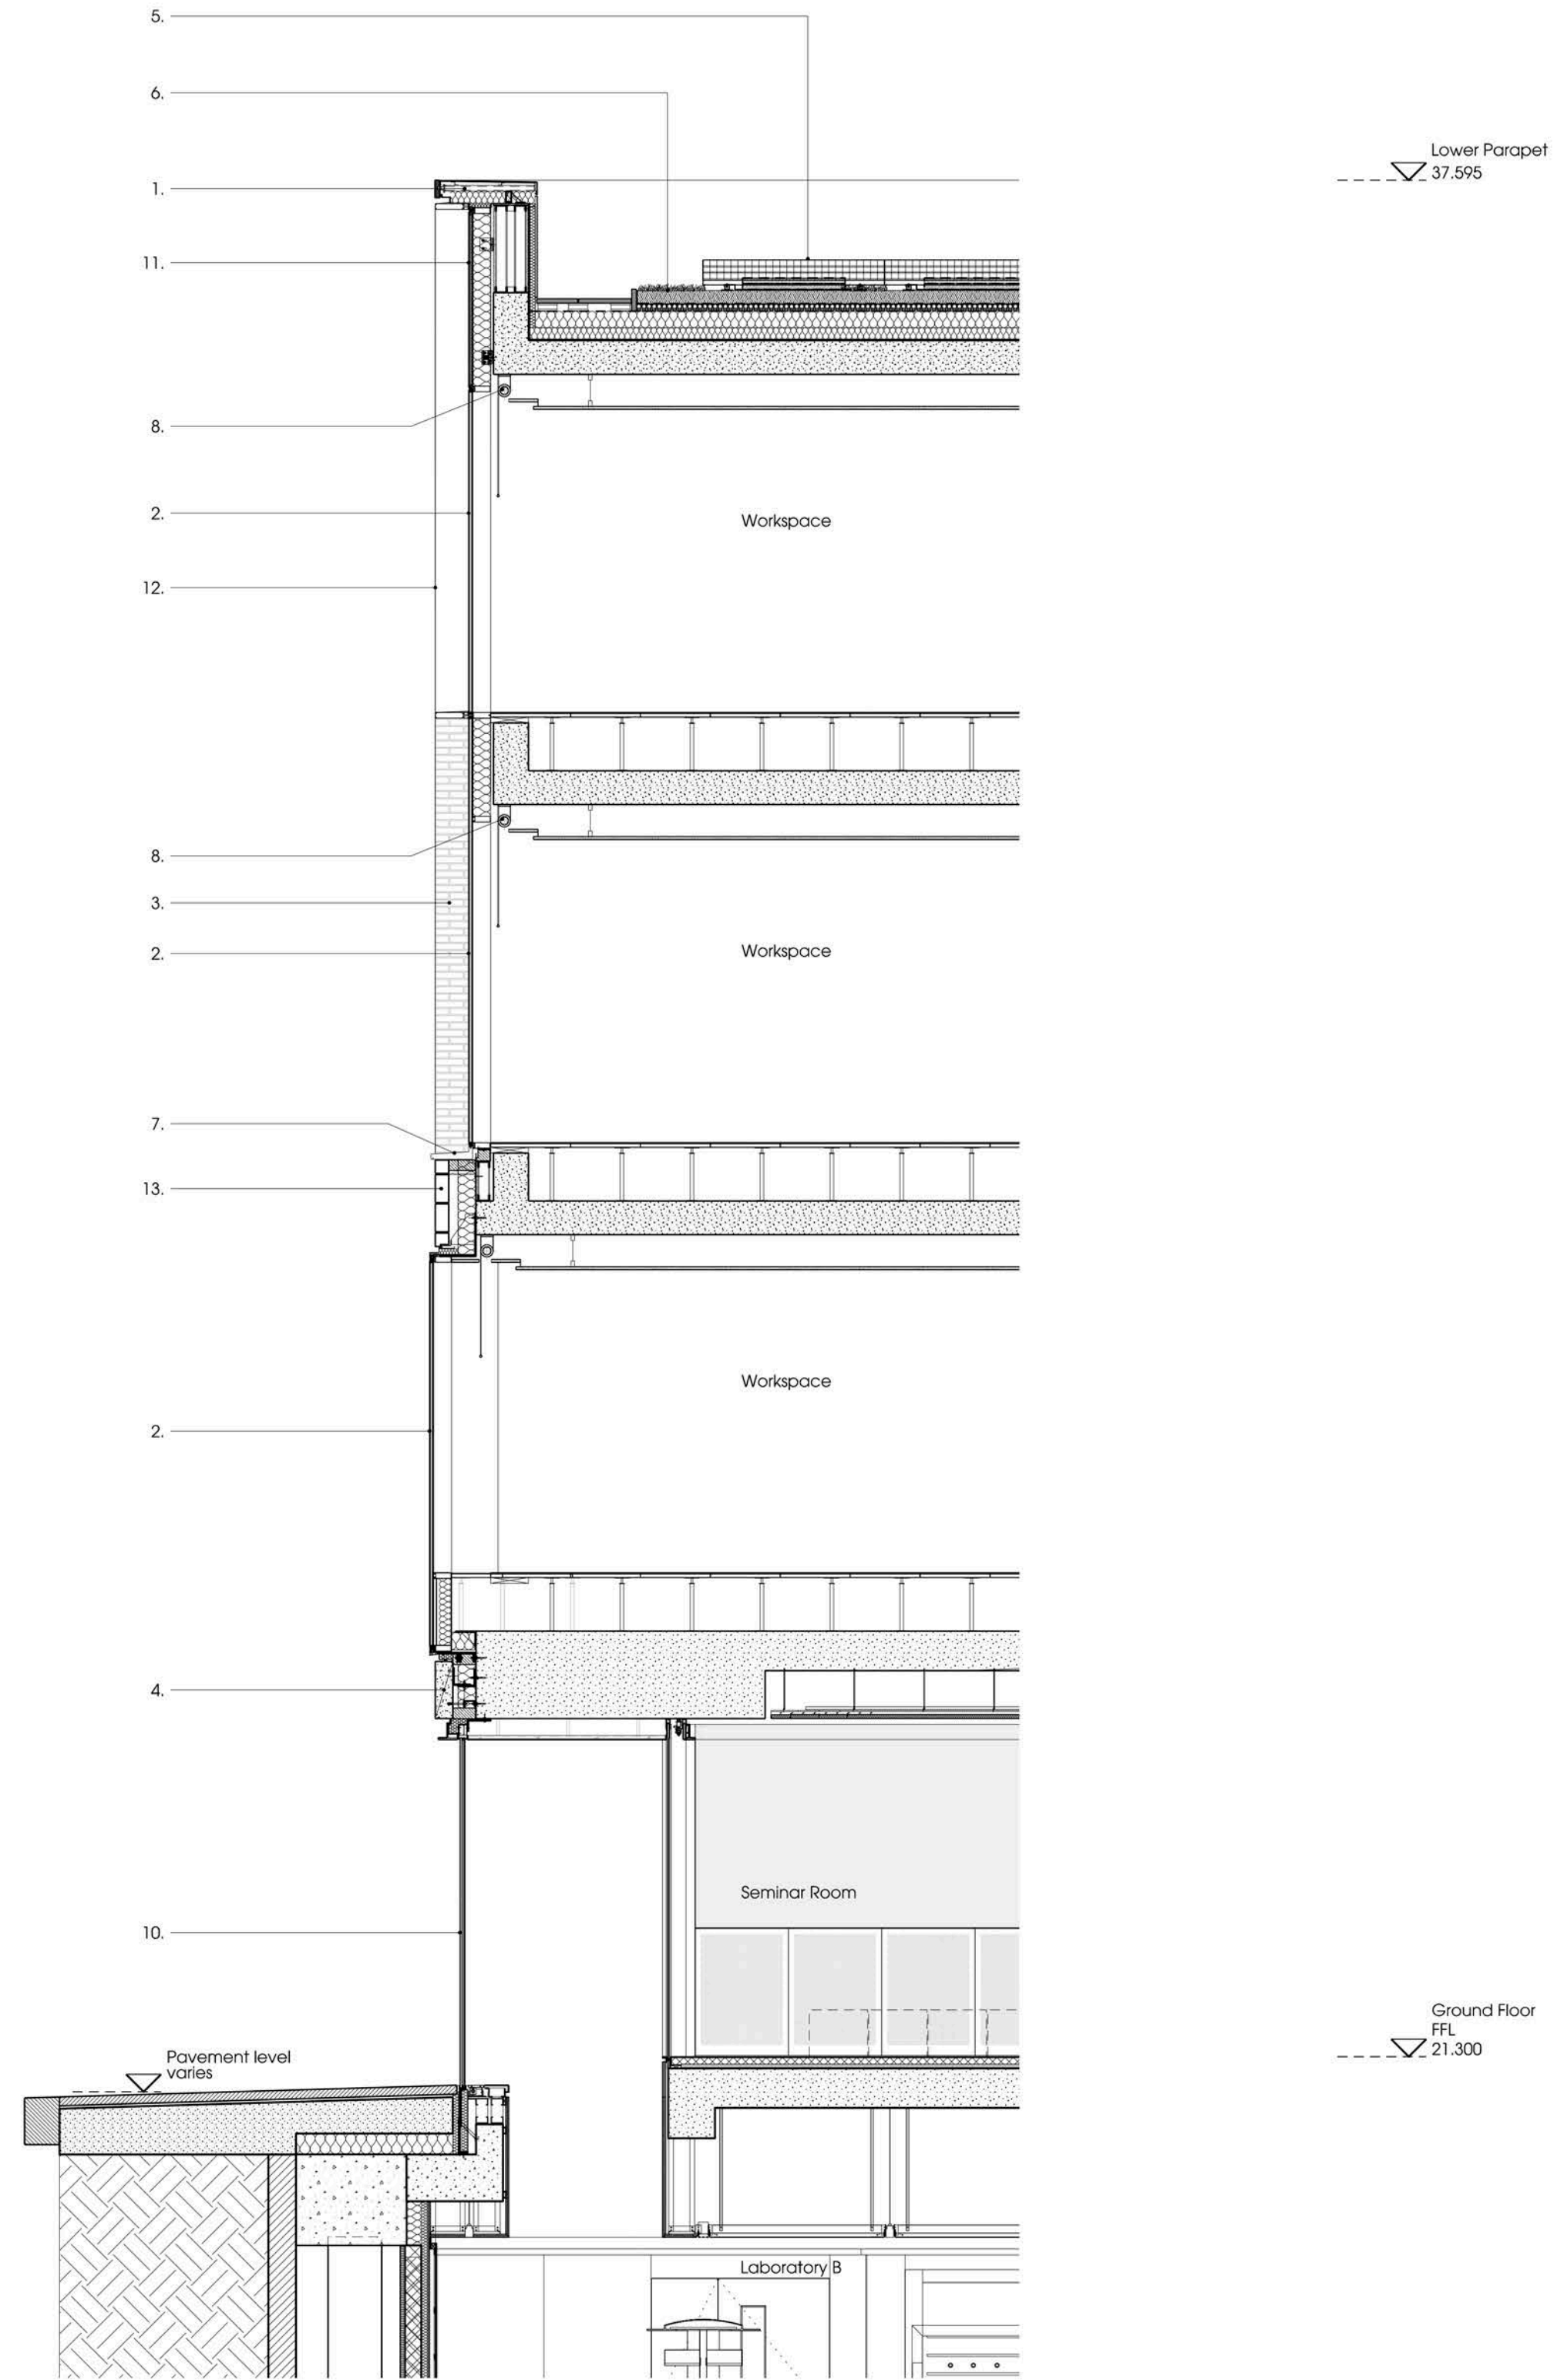 5.
6.
Lower Parapet
37.595
1.
11.
8.
2.
Workspace
12.
8.
3.
2.
Workspace
7.
13.
Workspace
2.
4.
Seminar Room
10.
Ground Floor
FFL
21.300
Pavement level
varies
Laboratory B